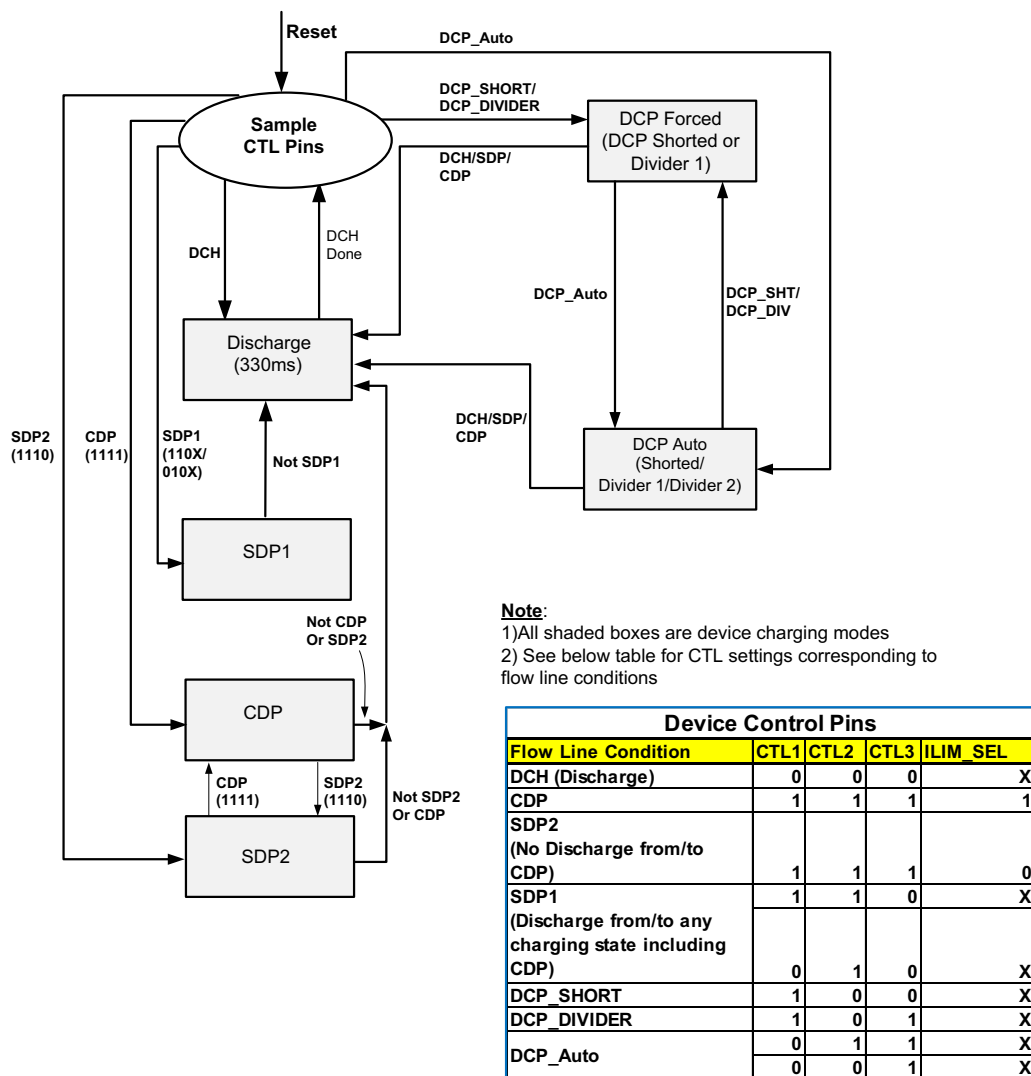 Reset
DCP_Auto
Sample
CTL Pins
DCP_SHORT/
DCP_DIVIDER
DCP Forced
(DCP Shorted or
Divider 1)
DCH/SDP/
CDP
DCH
DCH
Done
DCP_Auto
DCP_SHT/
DCP_DIV
Discharge
(330ms)
SDP2
(1110)
CDP
(1111)
SDP1
(110X/
010X)
Not SDP1
DCH/SDP/
CDP
DCP Auto
(Shorted/
Divider 1/Divider 2)
SDP1
Not CDP
Or SDP2
CDP
CDP
(1111)
SDP2
(1110)
Not SDP2
Or CDP
SDP2
Note:
1)All shaded boxes are device charging modes
2) See below table for CTL settings corresponding to
flow line conditions
Device Control Pins
Flow Line Condition CTL1 CTL2 CTL3 ILIM_SEL
DCH (Discharge) 0 0 0 X
CDP 1 1 1 1
SDP2
(No Discharge from/to
CDP) 1 1 1 0
SDP1 1 1 0 X
(Discharge from/to any
charging state including
CDP) 0 1 0 X
DCP_SHORT 1 0 0 X
DCP_DIVIDER 1 0 1 X
DCP_Auto 0 1 1 X
0 0 1 X